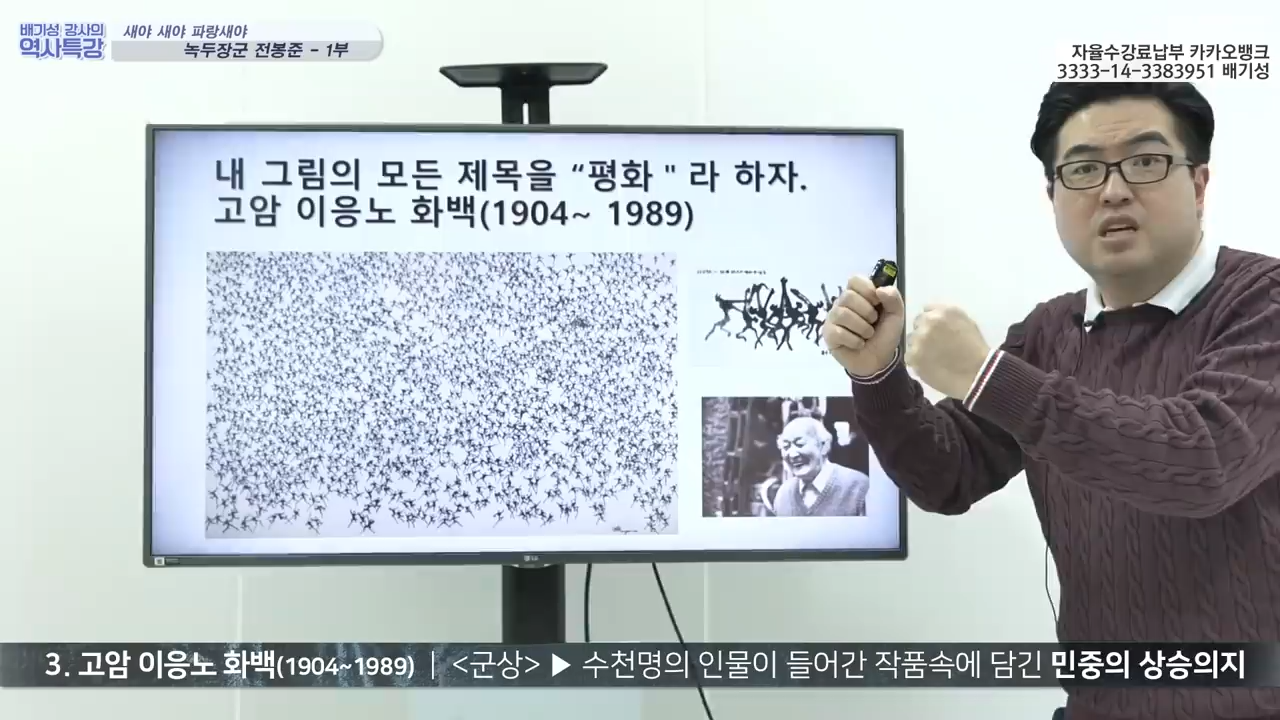 배기성 강사의
역사특강
새야 새야 파랑새야
녹두장군 전봉준 - 1부
자율수강료납부 카카오뱅크
3333-14-3383951 배기성
내 그림의 모든 제목을 “평화 " 라 하자.
고암 이응노 화백(1904~ 1989)
LG
3. 고암 이응노 화백(1904~1989) | <군상> ▶ 수천명의 인물이 들어간 작품속에 담긴 민중의 상승의지